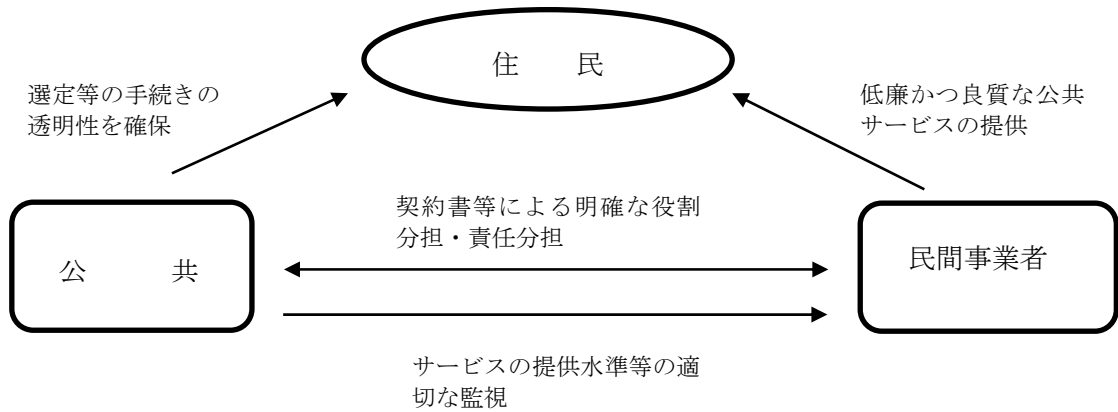 住　　民
選定等の手続きの
透明性を確保
低廉かつ良質な公共
サービスの提供
契約書等による明確な役割
分担・責任分担
公　　共
民間事業者
サービスの提供水準等の適
切な監視